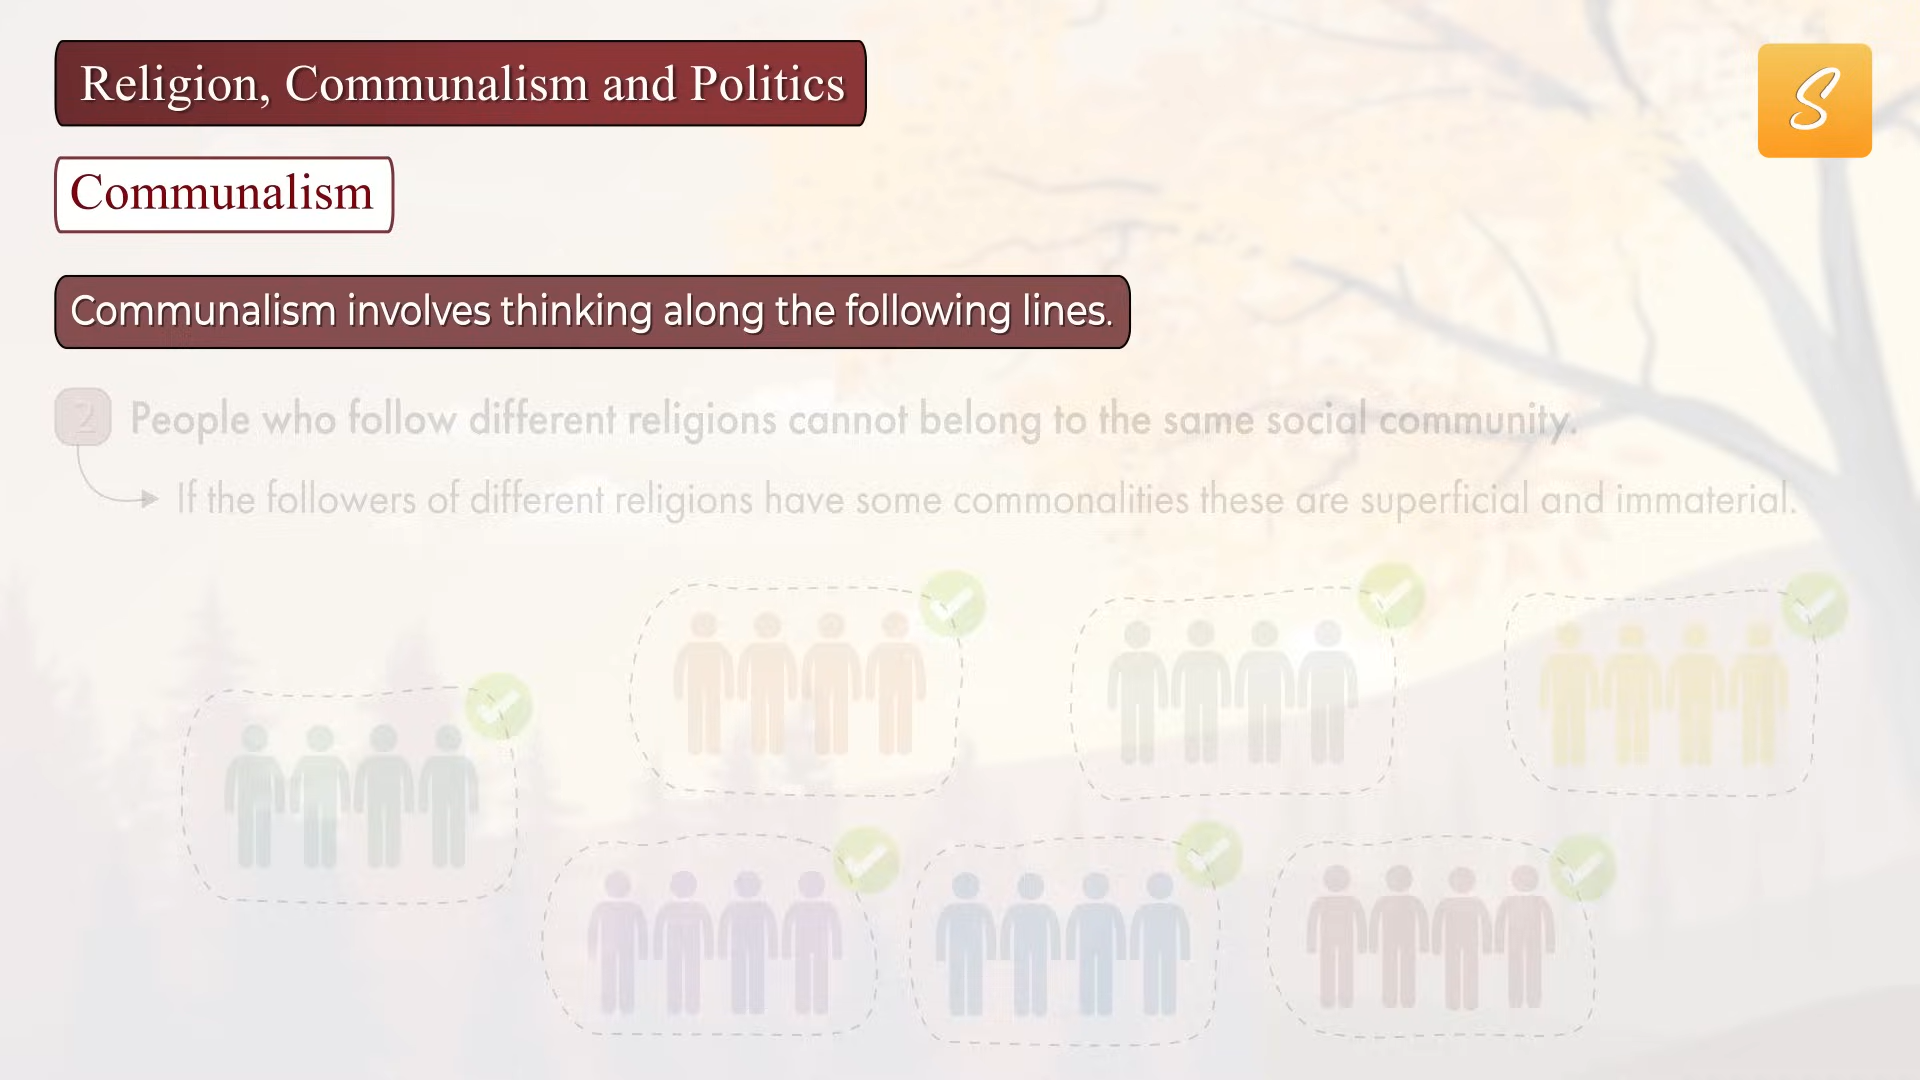 Religion, Communalism and Politics
S
Communalism
Communalism involves thinking along the following lines.
2 People who follow different religions cannot belong to the same social community.
If the followers of different religions have some commonalities these are superficial and immaterial.